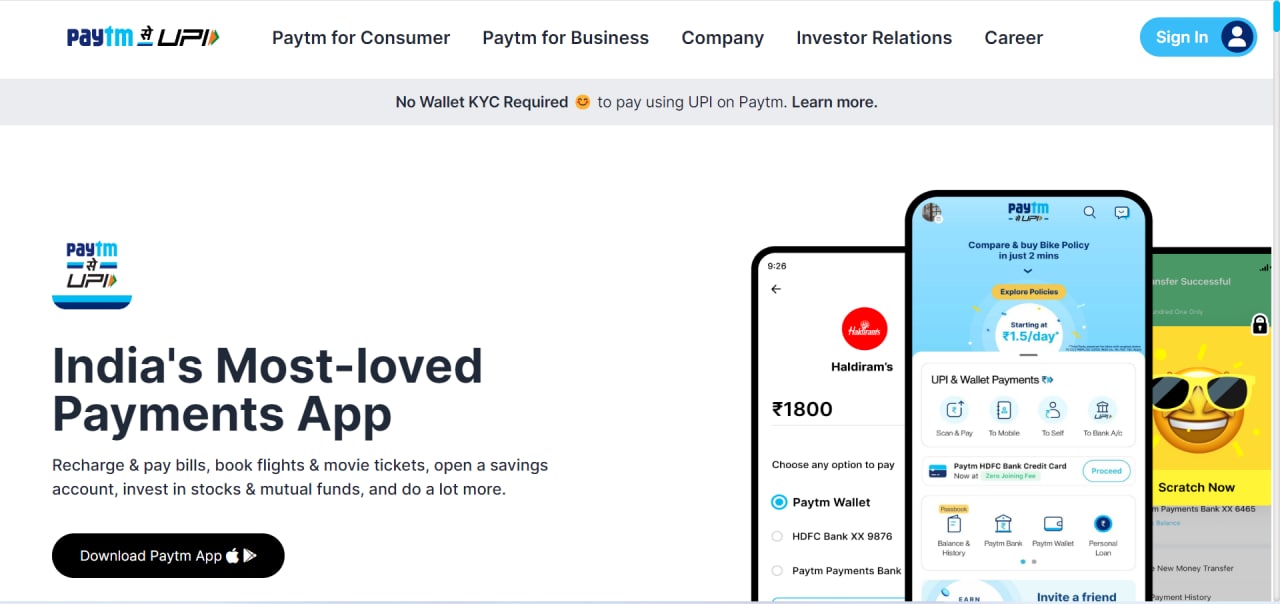 paytm से UPI
Paytm for Consumer
Paytm for Business
Company
Investor Relations
Career
Sign In
No Wallet KYC Required 😊 to pay using UPI on Paytm. Learn more.
paytm
से
UPI
India's Most-loved
Payments App
Recharge & pay bills, book flights & movie tickets, open a savings
account, invest in stocks & mutual funds, and do a lot more.
Download Paytm App
9:26
Haldiram's
Haldiram's
₹1800
Choose any option to pay
Paytm Wallet
HDFC Bank XX 9876
Paytm Payments Bank
paytm
से UPI
Compare & buy Bike Policy
in just 2 mins
Explore Policies
Starting at
₹1.5/day*
UPI & Wallet Payments
Scan & Pay
To Mobile
To Self
UPI
To Bank A/c
Paytm HDFC Bank Credit Card
Now at Zero Joining Fee
Proceed
Passbook
Balance &
History
Paytm Bank
Paytm Wallet
Personal
Loan
EARN
Invite a friend
nsfer Successful
undred One Only
Scratch Now
m Payments Bank XX 6465
Balance
e New Money Transfer
Payment History